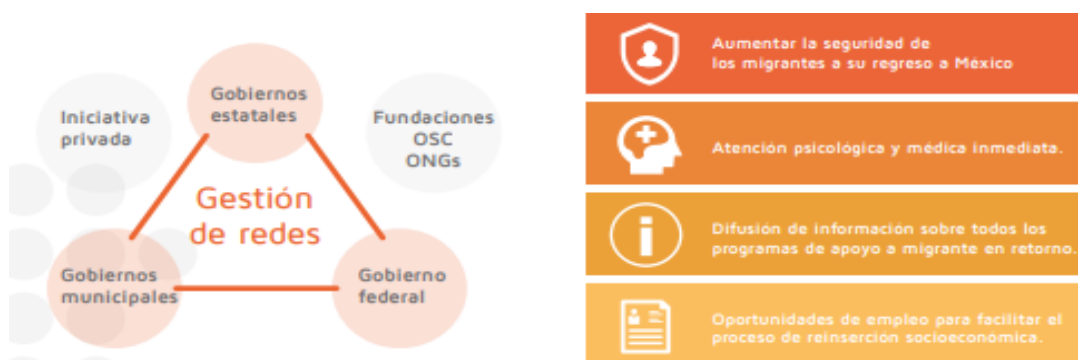 Iniciativa
privada
Gobiernos
estatales
Fundaciones
OSC
ONGs
Gestión
de redes
Gobiernos
municipales
Gobierno
federal
Aumentar la seguridad de
los migrantes a su regreso a México
Atención psicológica y médica inmediata.
Difusión de información sobre todos los
programas de apoyo a migrante en retorno.
Oportunidades de empleo para facilitar el
proceso de reinserción socioeconómica.